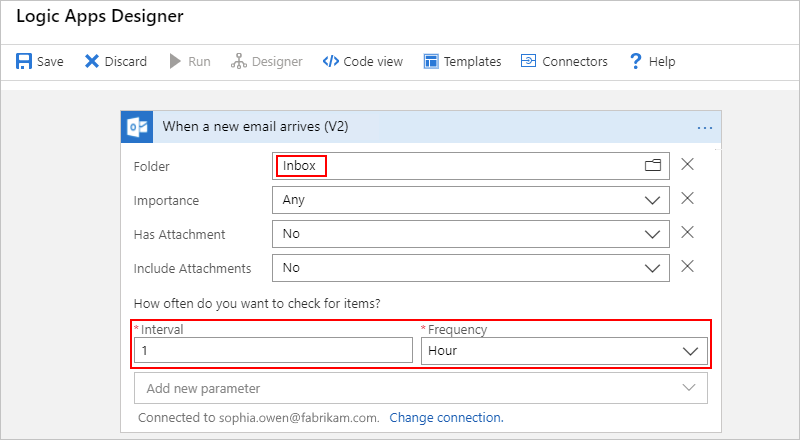 Logic Apps Designer
Save Discard Run Designer Code view Templates Connectors ? Help
When a new email arrives (V2) ...
Folder Inbox
Importance Any
Has Attachment No
Include Attachments No
How often do you want to check for items?
*Interval *Frequency
1 Hour
Add new parameter
Connected to sophia.owen@fabrikam.com. Change connection.